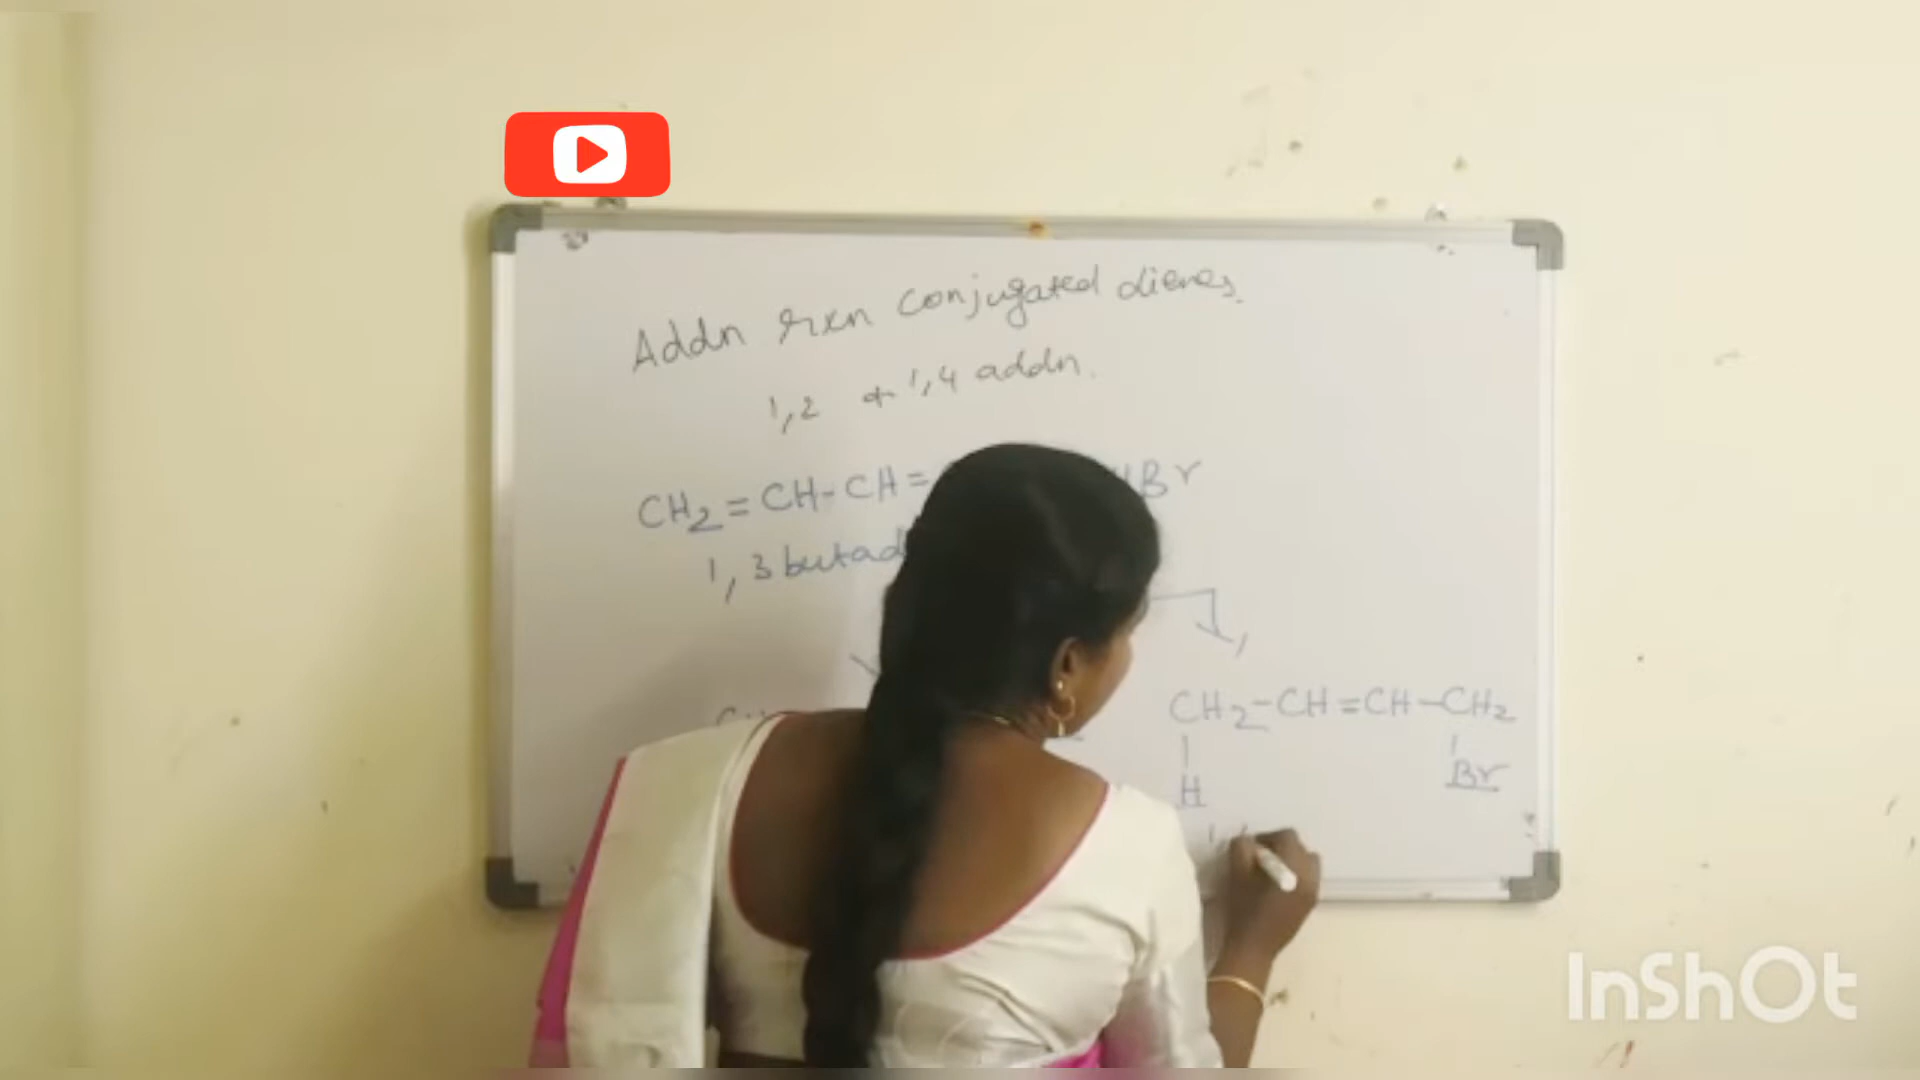 Addn rxn conjugated dienes.
1,2 or 1,4 addn.
CH2=CH-CH= HBr
1,3 butad
CH2-CH=CH-CH2
H Br
InShOt